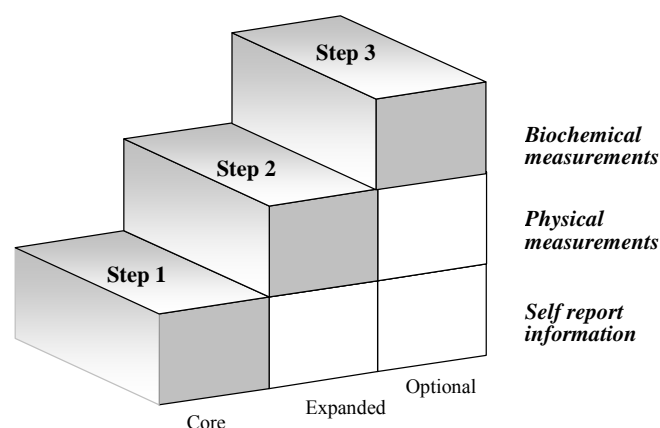 Step 3
Biochemical
measurements
Step 2
Physical
measurements
Step 1
Self report
information
Core
Expanded
Optional